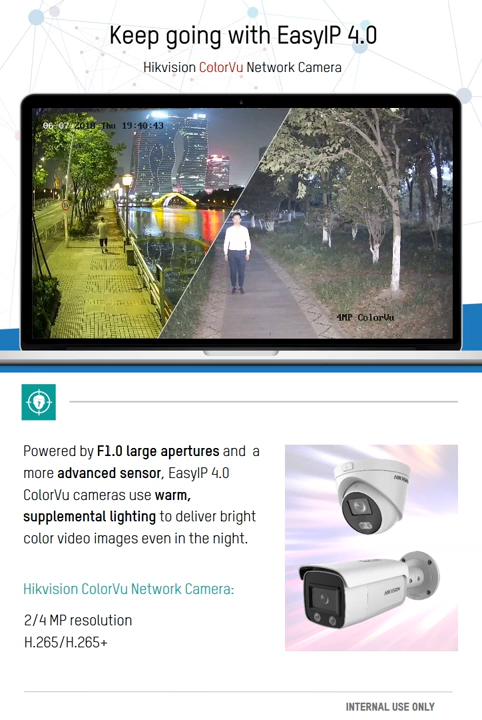 Keep going with EasyIP 4.0
Hikvision ColorVu Network Camera
06-07-2018 Thu 19:40:43
4MP ColorVu
Powered by F1.0 large apertures and a
more advanced sensor, EasyIP 4.0
ColorVu cameras use warm,
supplemental lighting to deliver bright
color video images even in the night.
HIKVISION
HIKVISION
Hikvision ColorVu Network Camera:
2/4 MP resolution
H.265/H.265+
INTERNAL USE ONLY